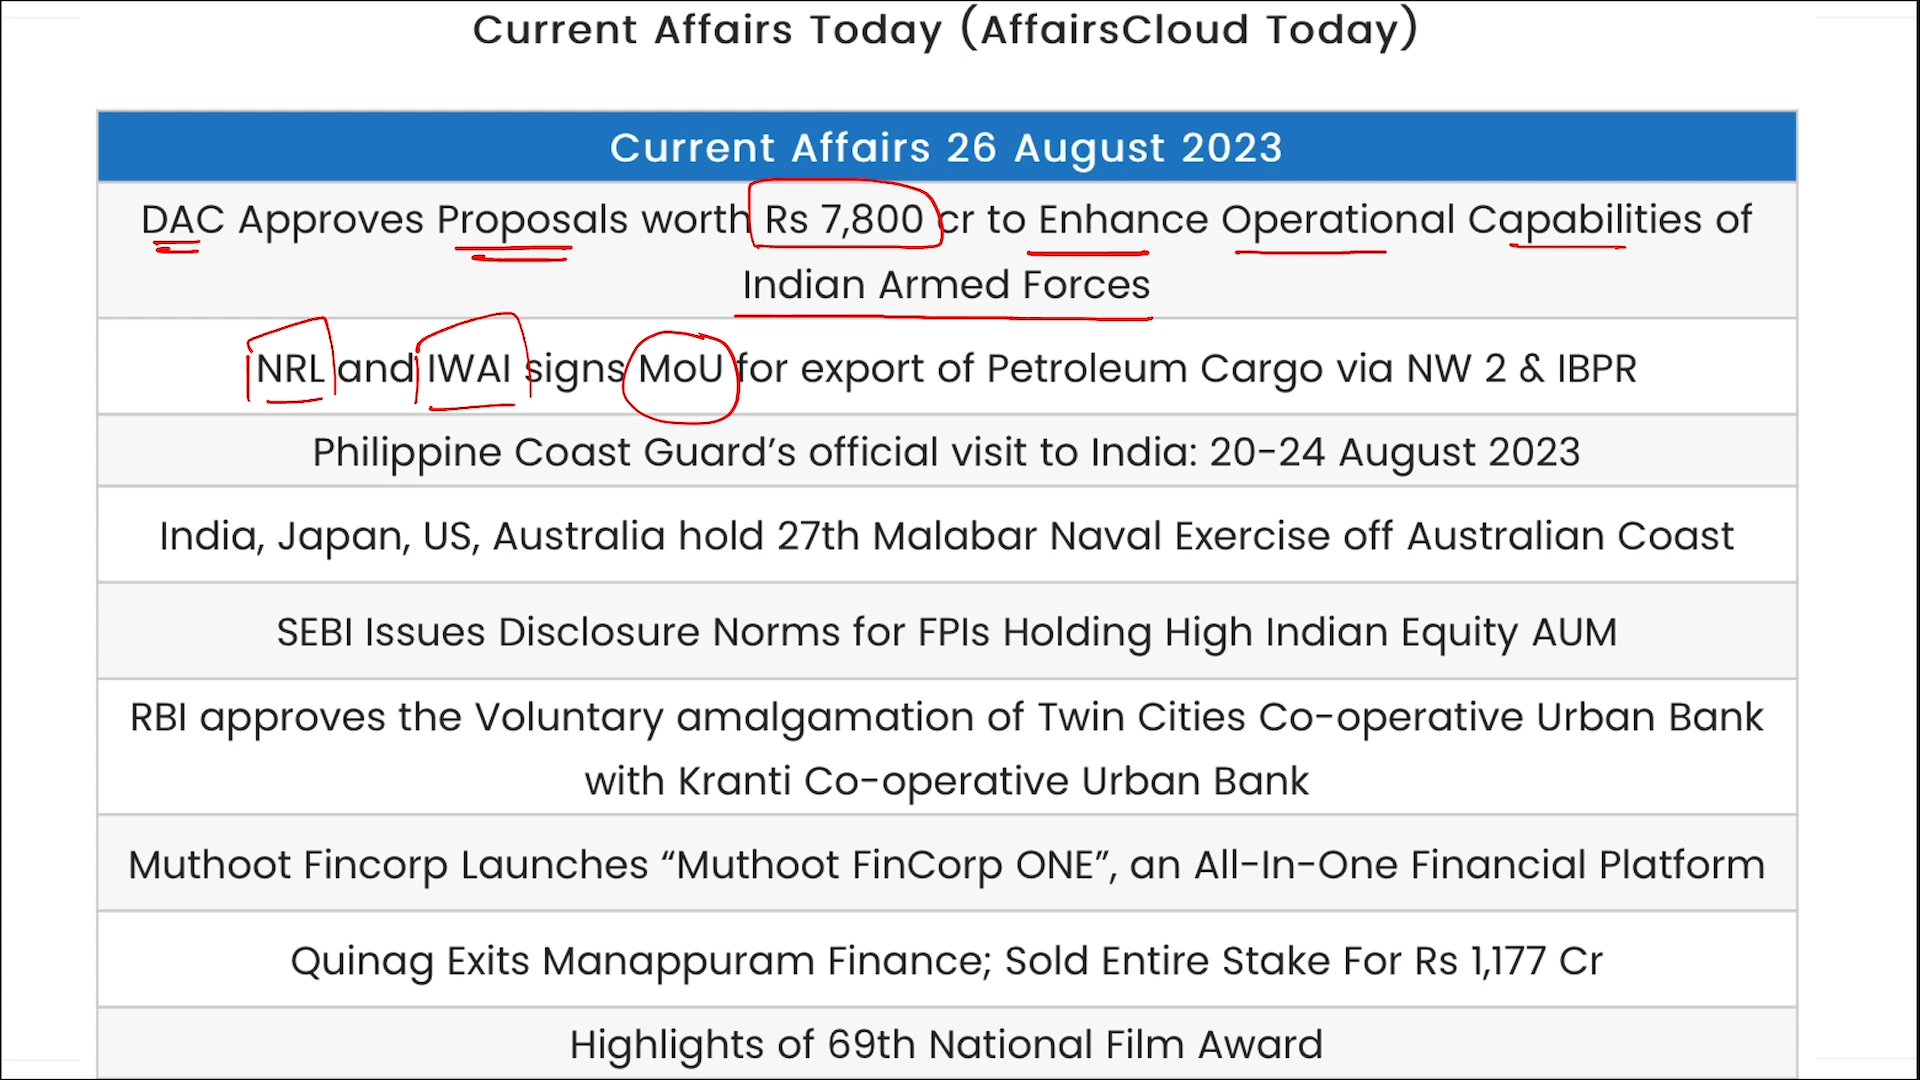 Current Affairs Today (AffairsCloud Today)
Current Affairs 26 August 2023
DAC Approves Proposals worth Rs 7,800 cr to Enhance Operational Capabilities of
Indian Armed Forces
NRL and IWAI signs MoU for export of Petroleum Cargo via NW 2 & IBPR
Philippine Coast Guard’s official visit to India: 20-24 August 2023
India, Japan, US, Australia hold 27th Malabar Naval Exercise off Australian Coast
SEBI Issues Disclosure Norms for FPIs Holding High Indian Equity AUM
RBI approves the Voluntary amalgamation of Twin Cities Co-operative Urban Bank
with Kranti Co-operative Urban Bank
Muthoot Fincorp Launches “Muthoot FinCorp ONE”, an All-In-One Financial Platform
Quinag Exits Manappuram Finance; Sold Entire Stake For Rs 1,177 Cr
Highlights of 69th National Film Award